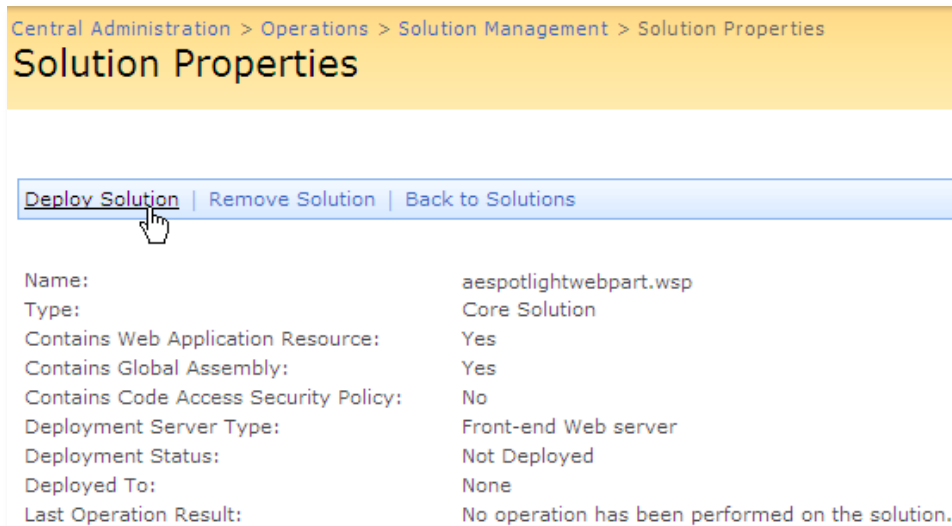 Central Administration > Operations > Solution Management > Solution Properties
Solution Properties
Deploy Solution | Remove Solution | Back to Solutions
Name: aespotlightwebpart.wsp
Type: Core Solution
Contains Web Application Resource: Yes
Contains Global Assembly: Yes
Contains Code Access Security Policy: No
Deployment Server Type: Front-end Web server
Deployment Status: Not Deployed
Deployed To: None
Last Operation Result: No operation has been performed on the solution.